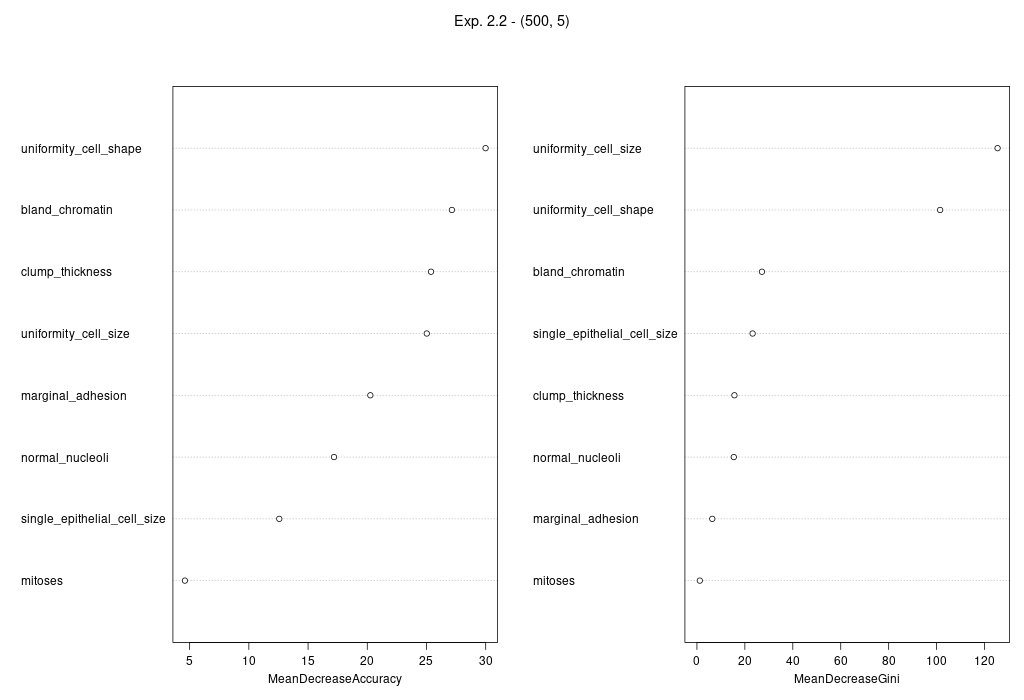 Exp. 2.2 - (500, 5)
uniformity_cell_shape
bland_chromatin
clump_thickness
uniformity_cell_size
marginal_adhesion
normal_nucleoli
single_epithelial_cell_size
mitoses
5 10 15 20 25 30
MeanDecreaseAccuracy
uniformity_cell_size
uniformity_cell_shape
bland_chromatin
single_epithelial_cell_size
clump_thickness
normal_nucleoli
marginal_adhesion
mitoses
0 20 40 60 80 100 120
MeanDecreaseGini